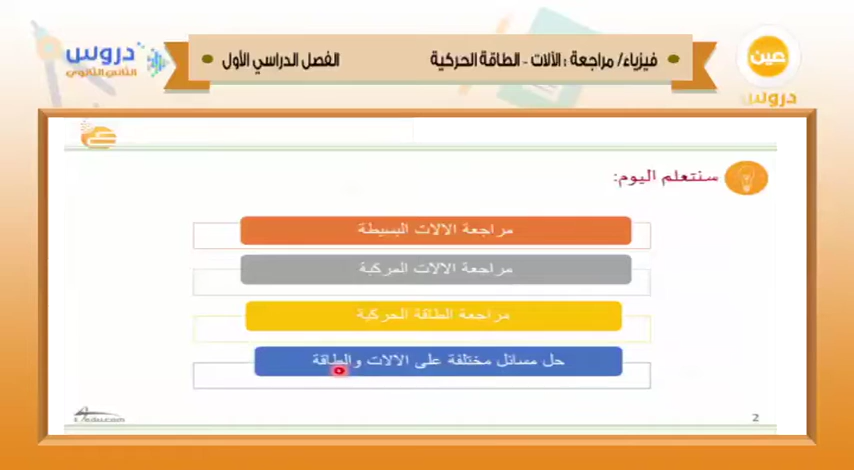 عين
دروس
فيزياء/ مراجعة : الآلات - الطاقة الحركية
الفصل الدراسي الأول
دروس
الثاني الثانوي
سنتعلم اليوم:
مراجعة الالات البسيطة
مراجعة الالات المركبة
مراجعة الطاقة الحركية
حل مسائل مختلفة على الالات والطاقة
2